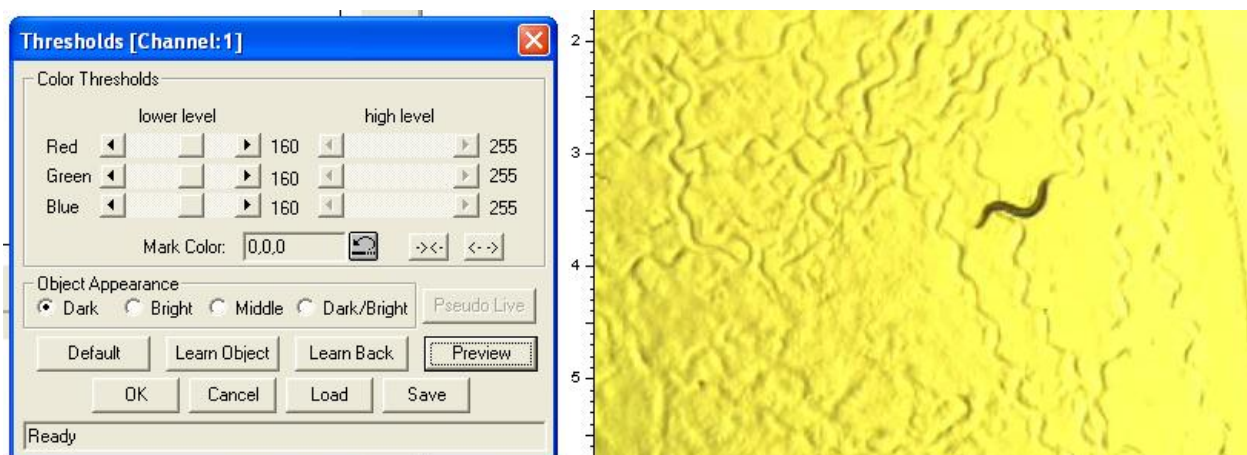 Thresholds [Channel:1]
Color Thresholds
lower level high level
Red 160 255
Green 160 255
Blue 160 255
Mark Color: 0,0,0 -><- <-->
Object Appearance
Dark Bright Middle Dark/Bright Pseudo Live
Default Learn Object Learn Back Preview
OK Cancel Load Save
Ready
2
3
4
5